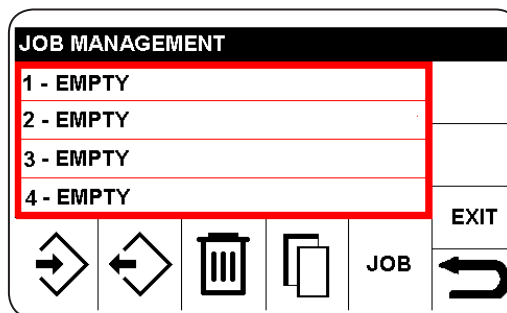 JOB MANAGEMENT
1 - EMPTY
2 - EMPTY
3 - EMPTY
4 - EMPTY
EXIT
JOB